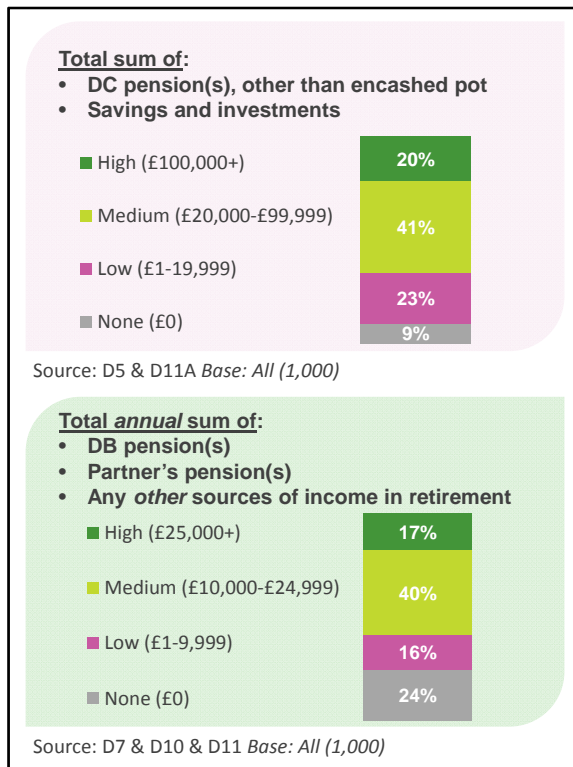 Total sum of:
• DC pension(s), other than encashed pot
• Savings and investments
High (£100,000+)
20%
Medium (£20,000-£99,999)
41%
Low (£1-19,999)
23%
None (£0)
9%
Source: D5 & D11A Base: All (1,000)
Total annual sum of:
• DB pension(s)
• Partner's pension(s)
• Any other sources of income in retirement
High (£25,000+)
17%
Medium (£10,000-£24,999)
40%
Low (£1-9,999)
16%
None (£0)
24%
Source: D7 & D10 & D11 Base: All (1,000)